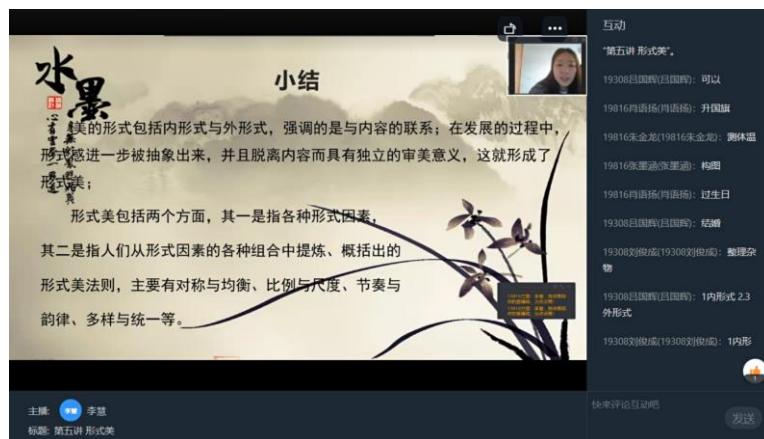 水墨
小结
美的形式包括内形式与外形式，强调的是与内容的联系；在发展的过程中，
形式感进一步被抽象出来，并且脱离内容而具有独立的审美意义，这就形成了
形式美；
形式美包括两个方面，其一是指各种形式因素，
其二是指人们从形式因素的各种组合中提炼、概括出的
形式美法则，主要有对称与均衡、比例与尺度、节奏与
韵律、多样与统一等。
主播： 李慧 李慧
标题：第五讲 形式美
互动
"第五讲 形式美"。
19308吕国辉(吕国辉)：可以
19816肖语扬(肖语扬)：升国旗
19816朱金龙(19816朱金龙)：测体温
19816张墨涵(张墨涵)：构图
19816肖语扬(肖语扬)：过生日
19308吕国辉(吕国辉)：结婚
19308刘俊成(19308刘俊成)：整理杂
物
19308吕国辉(吕国辉)：1内形式 2.3
外形式
19308刘俊成(19308刘俊成)：1内形
1
快来评论互动吧
发送